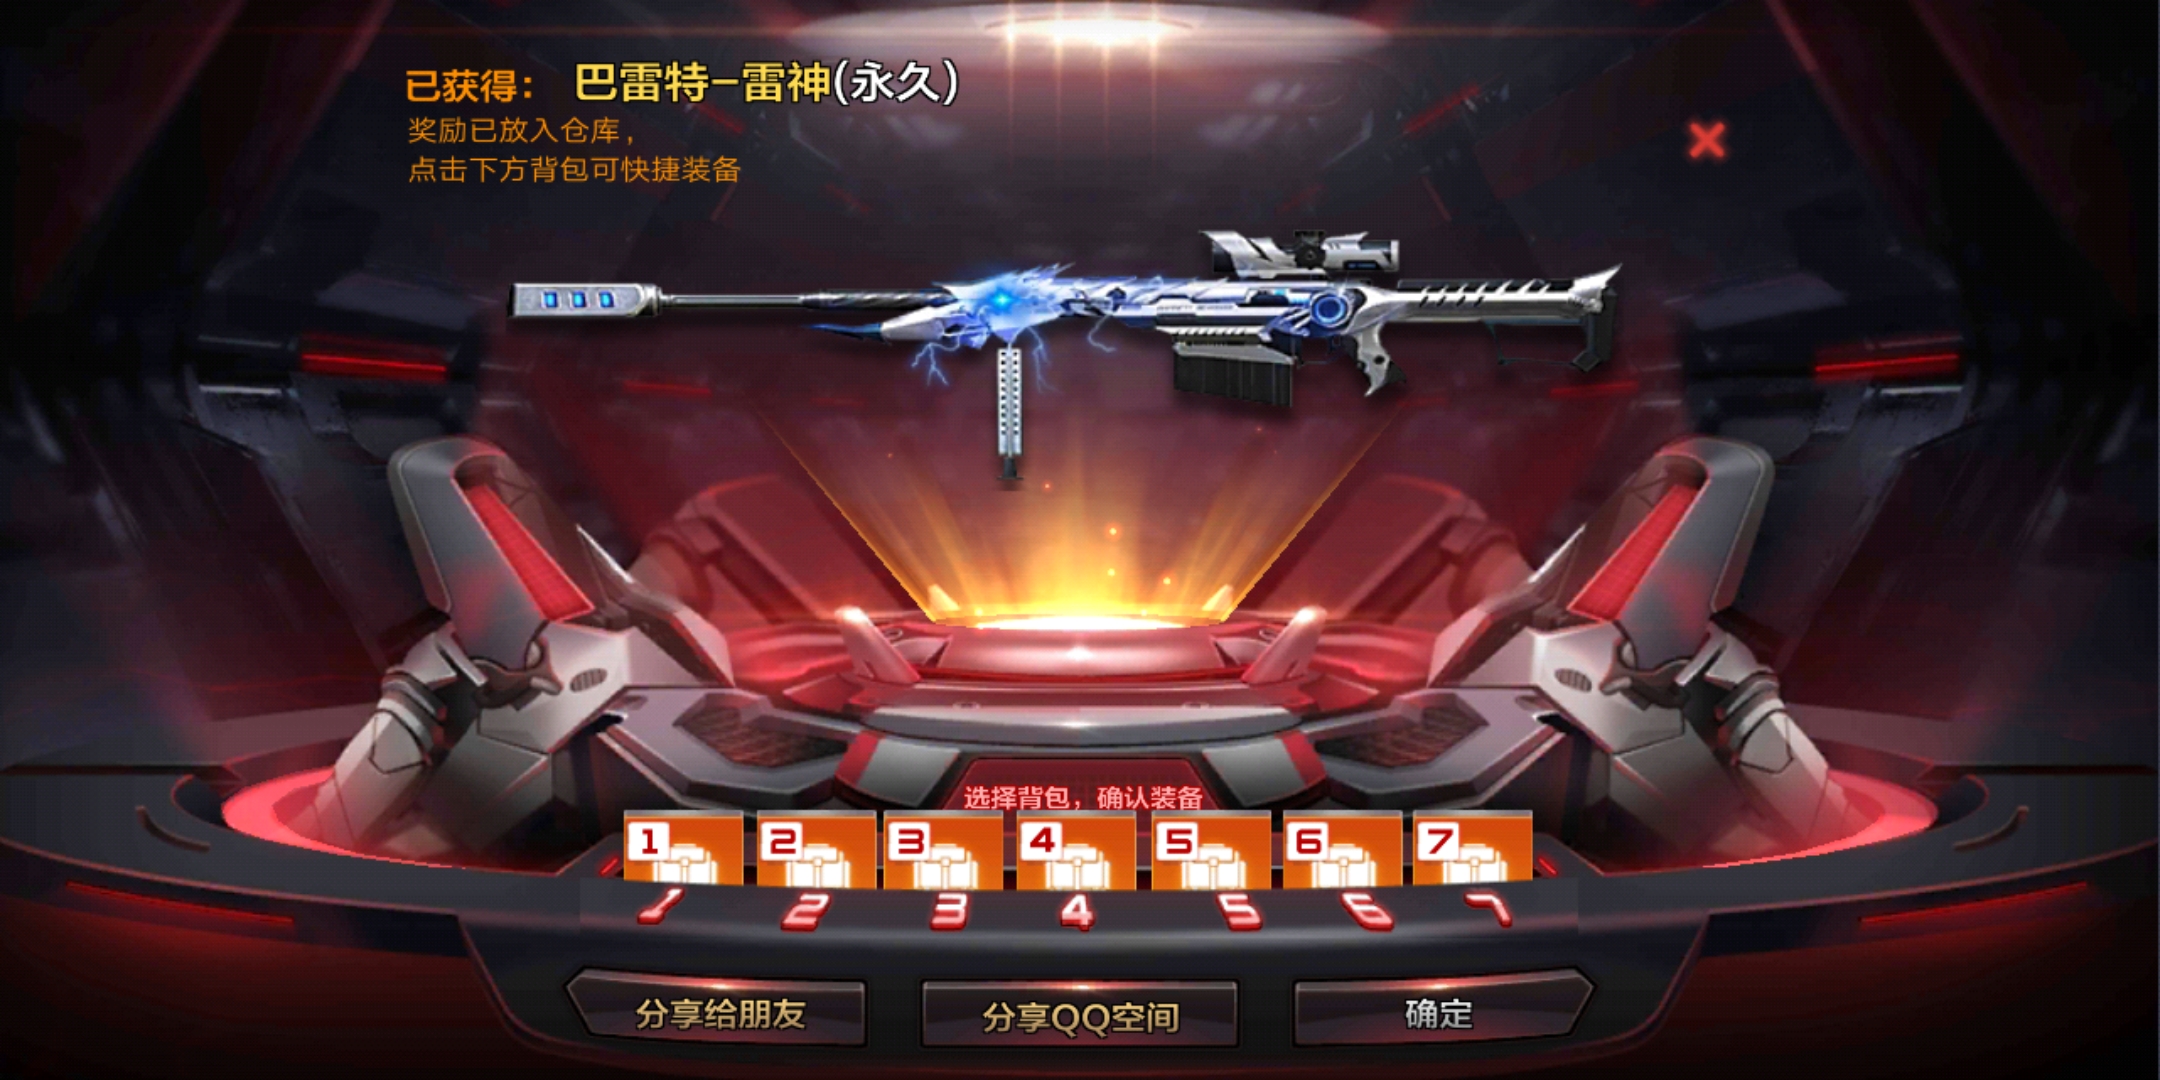 已获得： 巴雷特-雷神(永久)
奖励已放入仓库，
点击下方背包可快捷装备
选择背包，确认装备
1 2 3 4 5 6 7
1 2 3 4 5 6 7
分享给朋友 分享QQ空间 确定